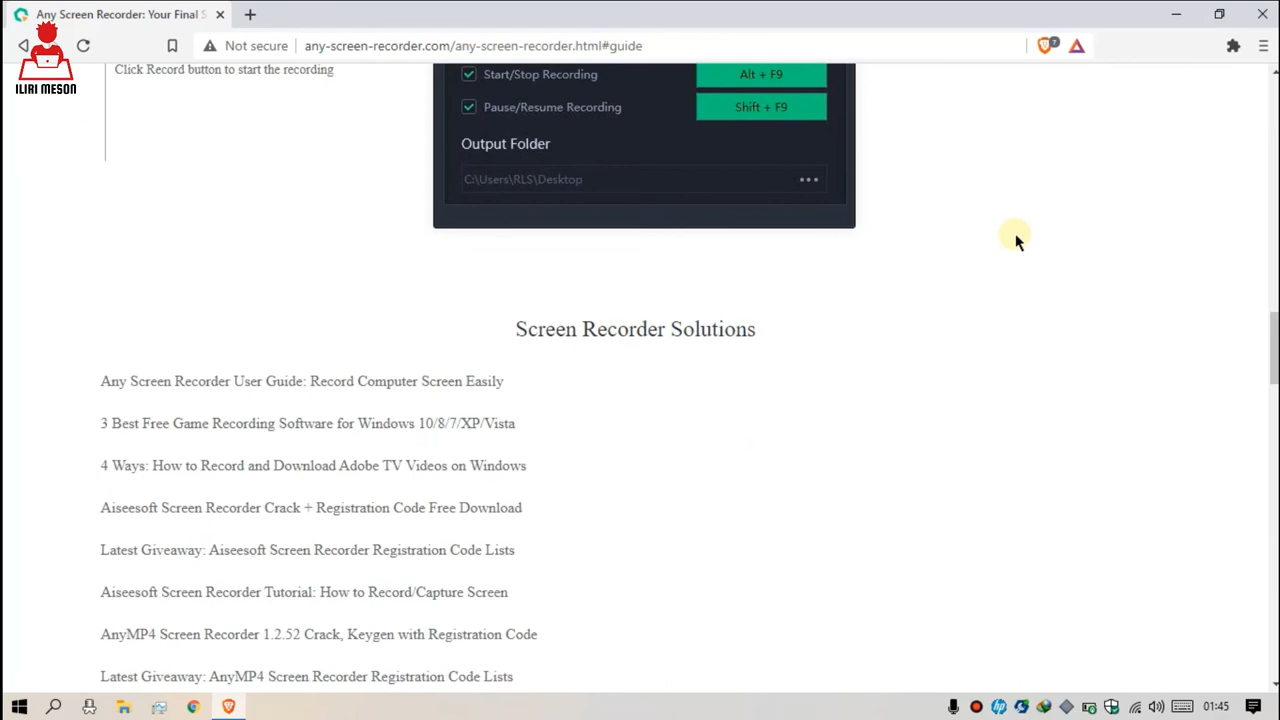 Any Screen Recorder: Your Final S
Not secure
any-screen-recorder.com/any-screen-recorder.html#guide
7
ILIRI MESON
Click Record button to start the recording
Start/Stop Recording
Alt + F9
Pause/Resume Recording
Shift + F9
Output Folder
C:\Users\RLS\Desktop
Screen Recorder Solutions
Any Screen Recorder User Guide: Record Computer Screen Easily
3 Best Free Game Recording Software for Windows 10/8/7/XP/Vista
4 Ways: How to Record and Download Adobe TV Videos on Windows
Aiseesoft Screen Recorder Crack + Registration Code Free Download
Latest Giveaway: Aiseesoft Screen Recorder Registration Code Lists
Aiseesoft Screen Recorder Tutorial: How to Record/Capture Screen
AnyMP4 Screen Recorder 1.2.52 Crack, Keygen with Registration Code
Latest Giveaway: AnyMP4 Screen Recorder Registration Code Lists
01:45